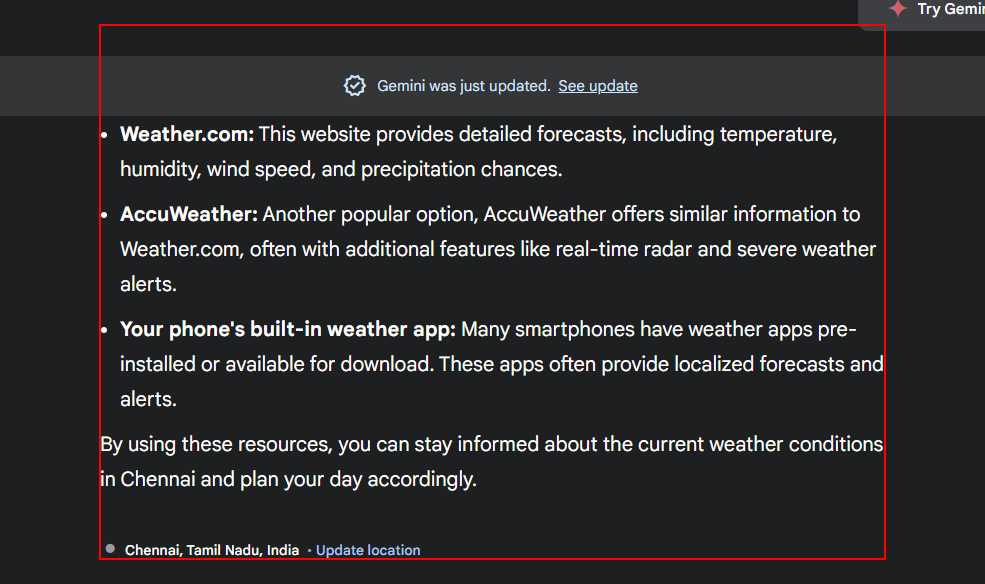 Try Gemin
Gemini was just updated. See update
• Weather.com: This website provides detailed forecasts, including temperature,
humidity, wind speed, and precipitation chances.
• AccuWeather: Another popular option, AccuWeather offers similar information to
Weather.com, often with additional features like real-time radar and severe weather
alerts.
• Your phone's built-in weather app: Many smartphones have weather apps pre-
installed or available for download. These apps often provide localized forecasts and
alerts.
By using these resources, you can stay informed about the current weather conditions
in Chennai and plan your day accordingly.
Chennai, Tamil Nadu, India • Update location